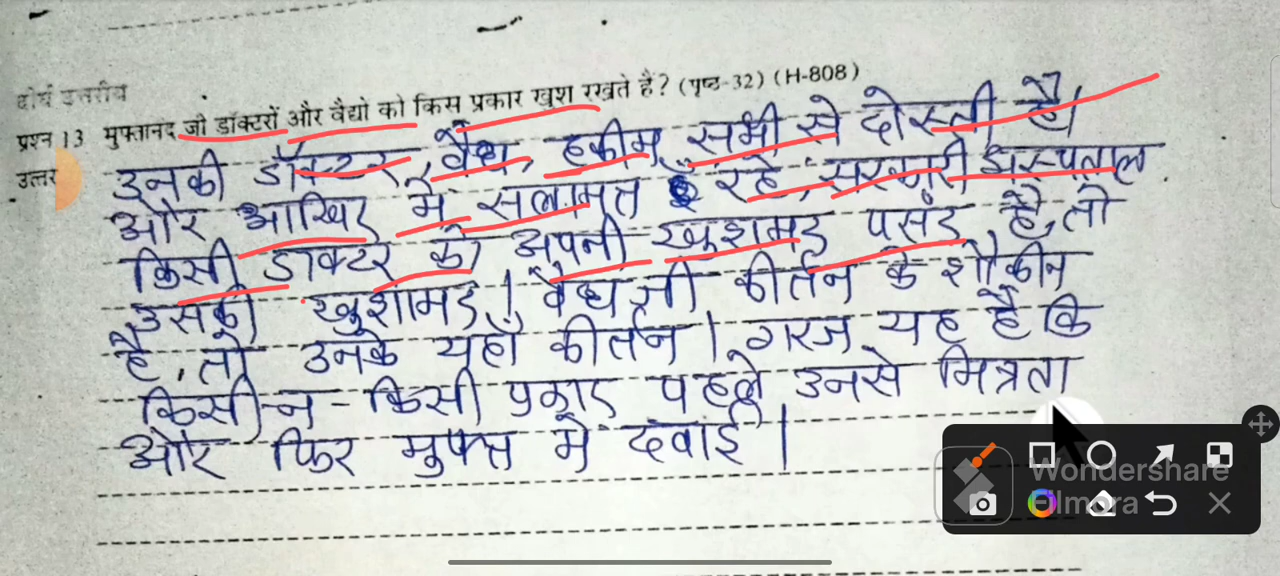 दीर्घ उत्तरीय
प्रश्न 13 मुफ्तानंद जी डॉक्टरों और वैद्यो को किस प्रकार खुश रखते हैं? (पृष्ठ-32) (H-808)
उत्तर उनकी डॉक्टर, वैद्य, हकीम, सभी से दोस्ती है।
और आखिर में सलामत रहे, सरकारी अस्पताल
किसी डाक्टर को अपनी खुशामद पसंद है, तो
उसकी खुशामद। वैद्य जी कीर्तन के शौकीन
है, तो उनके यहाँ कीर्तन। गरज यह है कि
किसी-न-किसी प्रकार पहले उनसे मित्रता
और फिर मुफ्त में दवाई।
Wondershare
Filmora